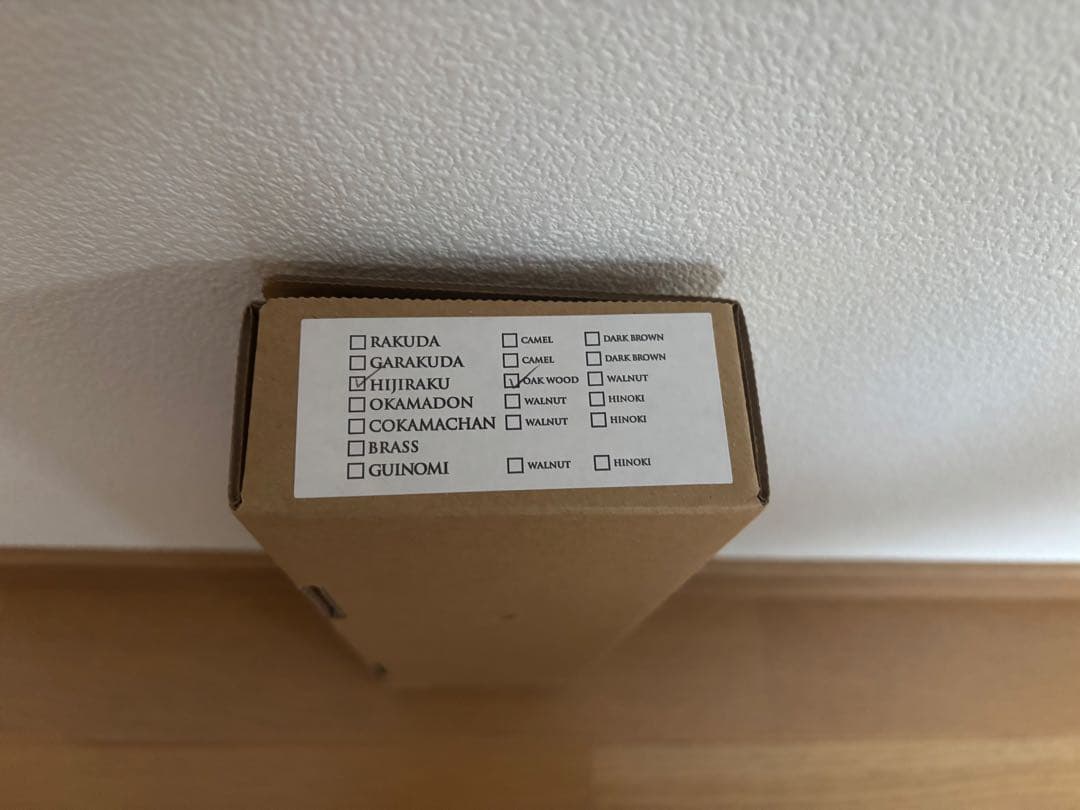 ☐ RAKUDA ☐ CAMEL ☐ DARK BROWN
☐ GARAKUDA ☐ CAMEL ☐ DARK BROWN
☑ HIJIRAKU ☑ OAK WOOD ☐ WALNUT
☐ OKAMADON ☐ WALNUT ☐ HINOKI
☐ COKAMACHAN ☐ WALNUT ☐ HINOKI
☐ BRASS
☐ GUINOMI ☐ WALNUT ☐ HINOKI